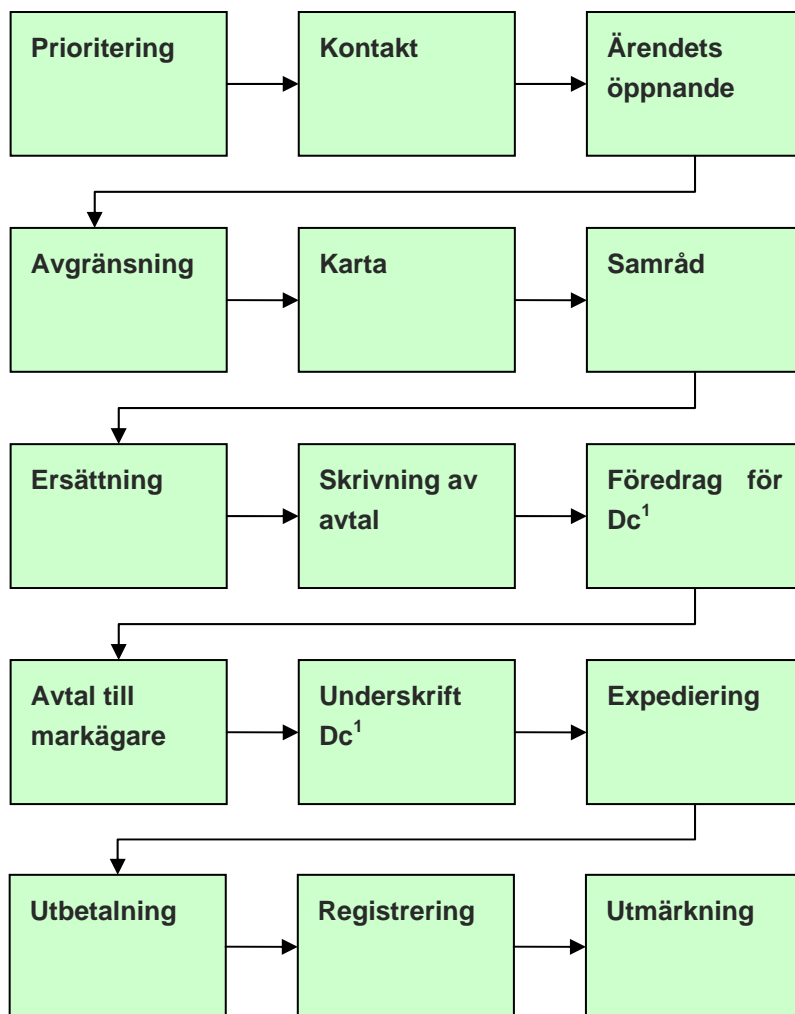 Prioritering
Kontakt
Ärendets
öppnande
Avgränsning
Karta
Samråd
Ersättning
Skrivning av
avtal
Föredrag för
Dc¹
Avtal till
markägare
Underskrift
Dc¹
Expediering
Utbetalning
Registrering
Utmärkning